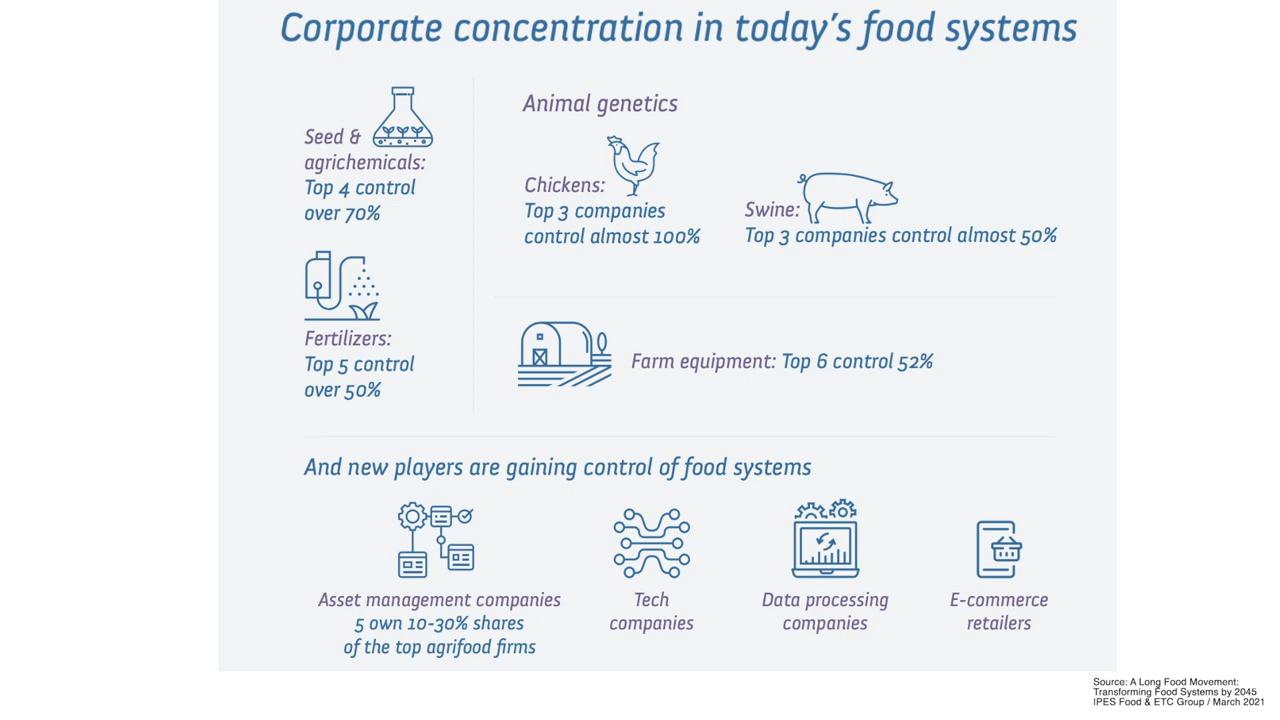 Corporate concentration in today's food systems
Seed &
agrichemicals:
Top 4 control
over 70%
Fertilizers:
Top 5 control
over 50%
Animal genetics
Chickens:
Top 3 companies
control almost 100%
Swine:
Top 3 companies control almost 50%
Farm equipment: Top 6 control 52%
And new players are gaining control of food systems
Asset management companies
5 own 10-30% shares
of the top agrifood firms
Tech
companies
Data processing
companies
E-commerce
retailers
Source: A Long Food Movement:
Transforming Food Systems by 2045
IPES Food & ETC Group / March 2021